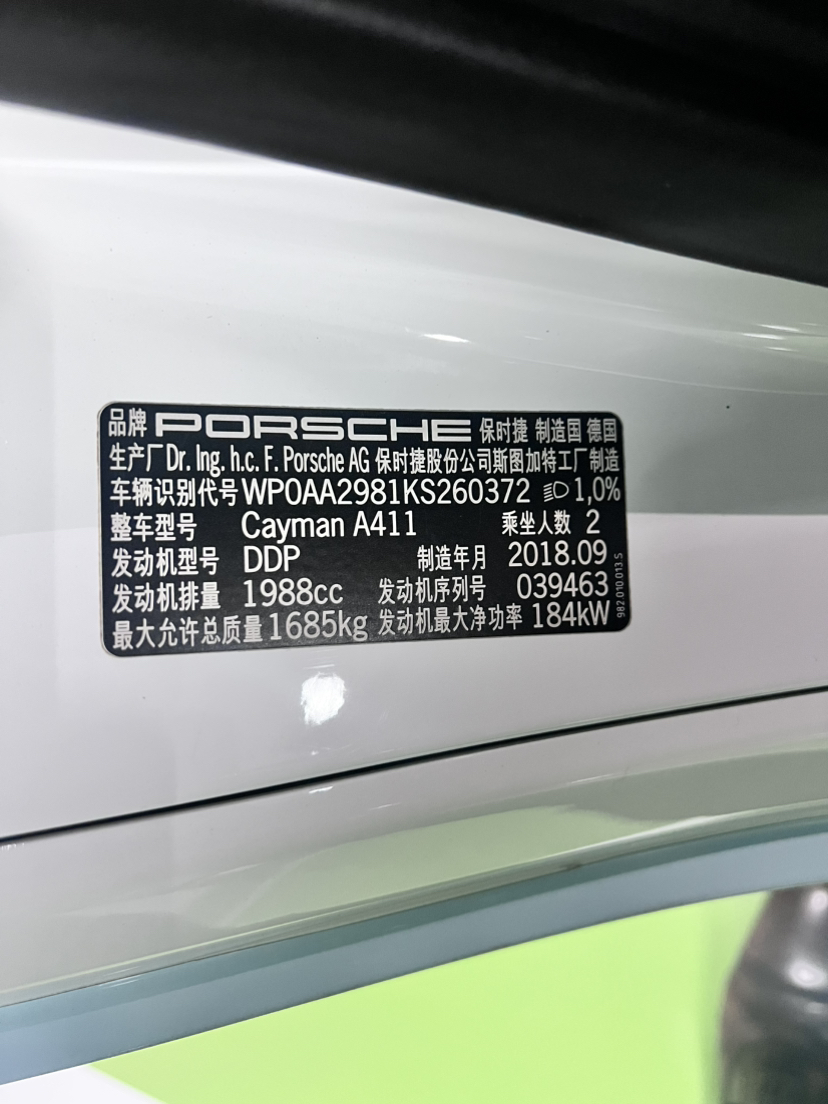 品牌 PORSCHE 保时捷 制造国 德国
生产厂 Dr. Ing. h.c. F. Porsche AG 保时捷股份公司斯图加特工厂制造
车辆识别代号 WP0AA2981KS260372 1,0%
整车型号 Cayman A411 乘坐人数 2
发动机型号 DDP 制造年月 2018.09
发动机排量 1988cc 发动机序列号 039463
最大允许总质量 1685kg 发动机最大净功率 184kW
982.010.013.S